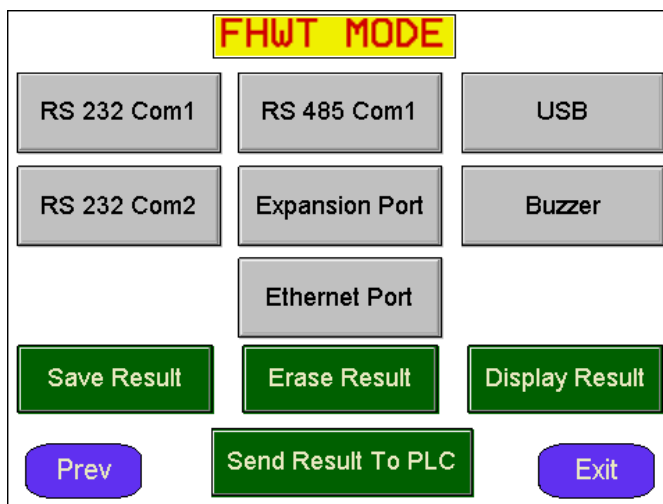 FHWT MODE
RS 232 Com1
RS 485 Com1
USB
RS 232 Com2
Expansion Port
Buzzer
Ethernet Port
Save Result
Erase Result
Display Result
Prev
Send Result To PLC
Exit